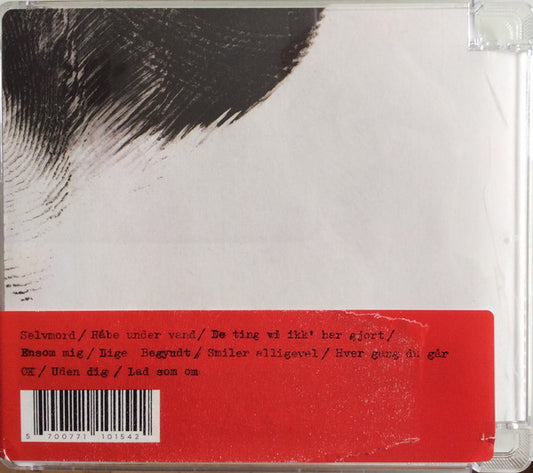 Selvmord / Råbe under vand / De ting vi ikk' har gjort /
Ensom mig / Lige Begyndt / Smiler alligevel / Hver gang du går
OK / Uden dig / Lad som om
5 700771 101542